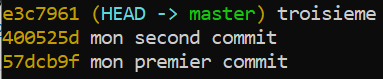 e3c7961 (HEAD -> master) troisieme
400525d mon second commit
57dcb9f mon premier commit